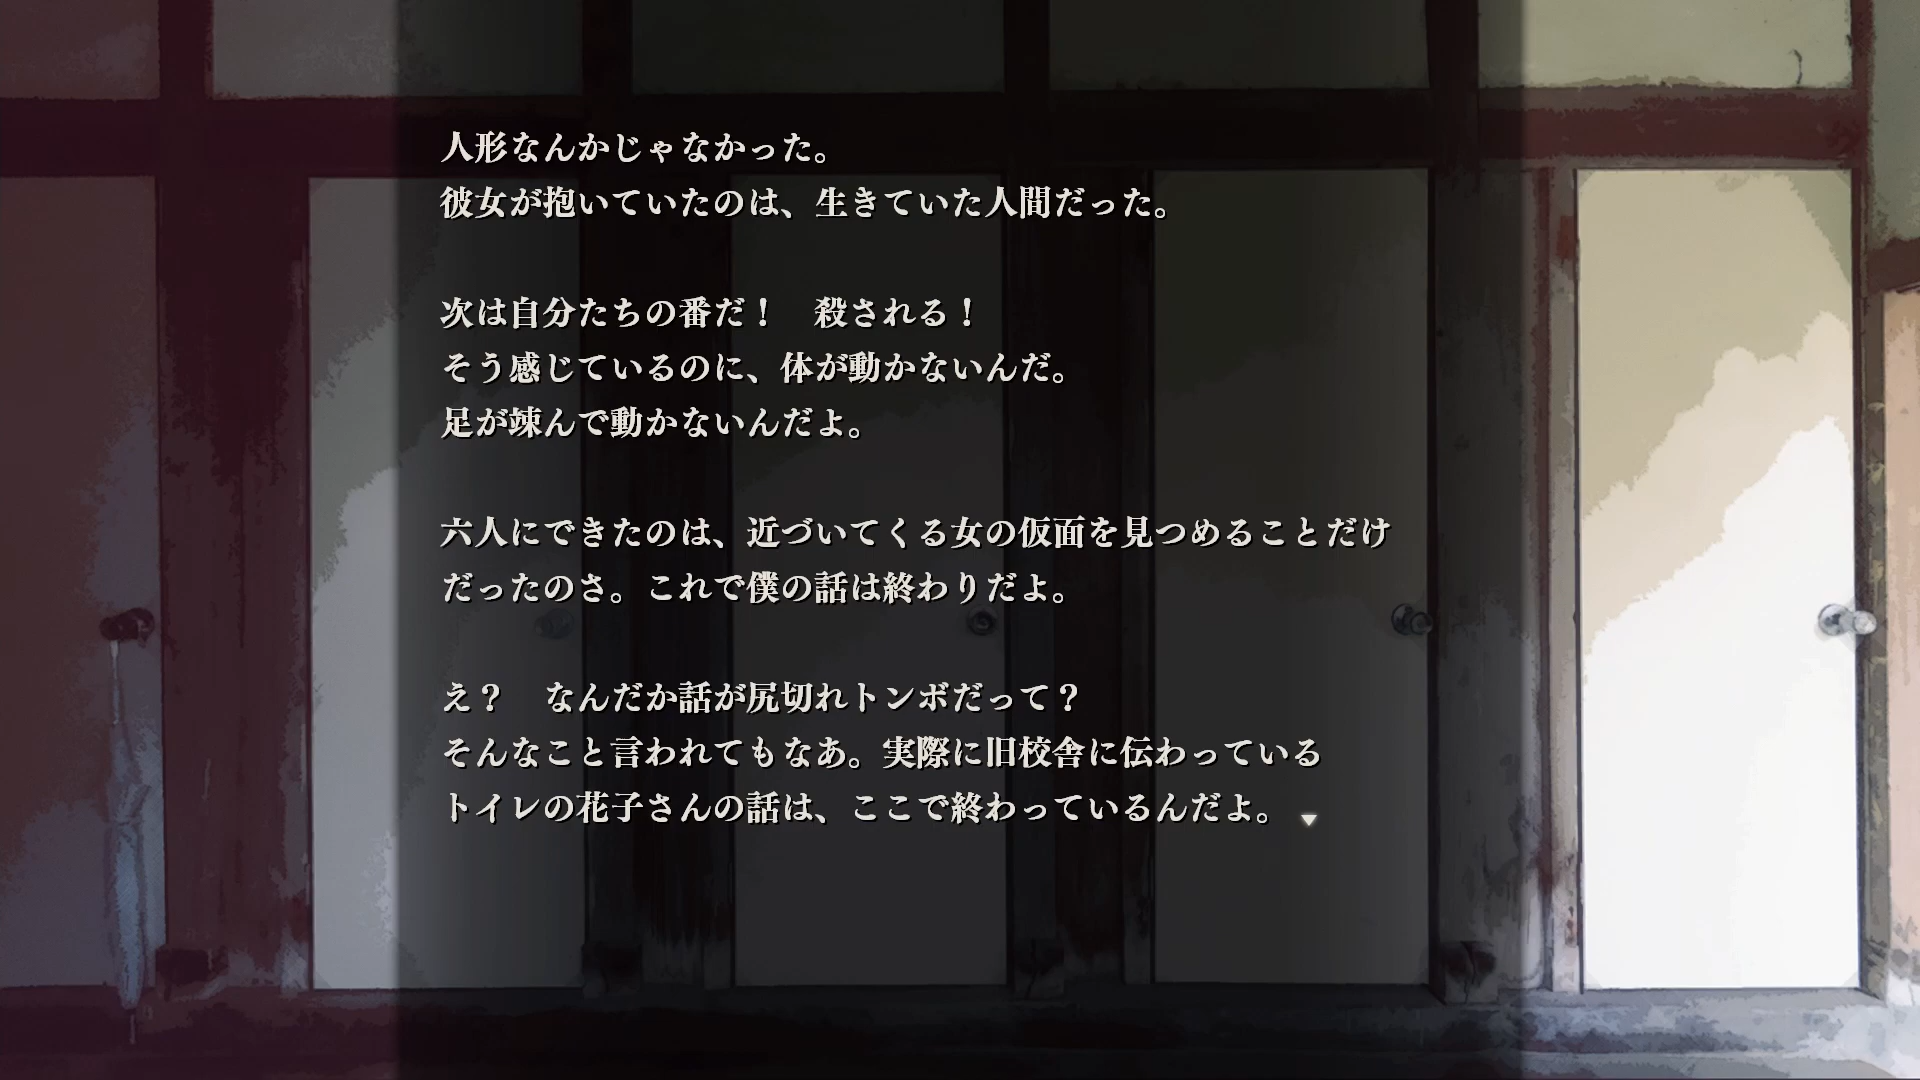 人形なんかじゃなかった。
彼女が抱いていたのは、生きていた人間だった。
次は自分たちの番だ！　殺される！
そう感じているのに、体が動かないんだ。
足が竦んで動かないんだよ。
六人にできたのは、近づいてくる女の仮面を見つめることだけ
だったのさ。これで僕の話は終わりだよ。
え？　なんだか話が尻切れトンボだって？
そんなこと言われてもなあ。実際に旧校舎に伝わっている
トイレの花子さんの話は、ここで終わっているんだよ。